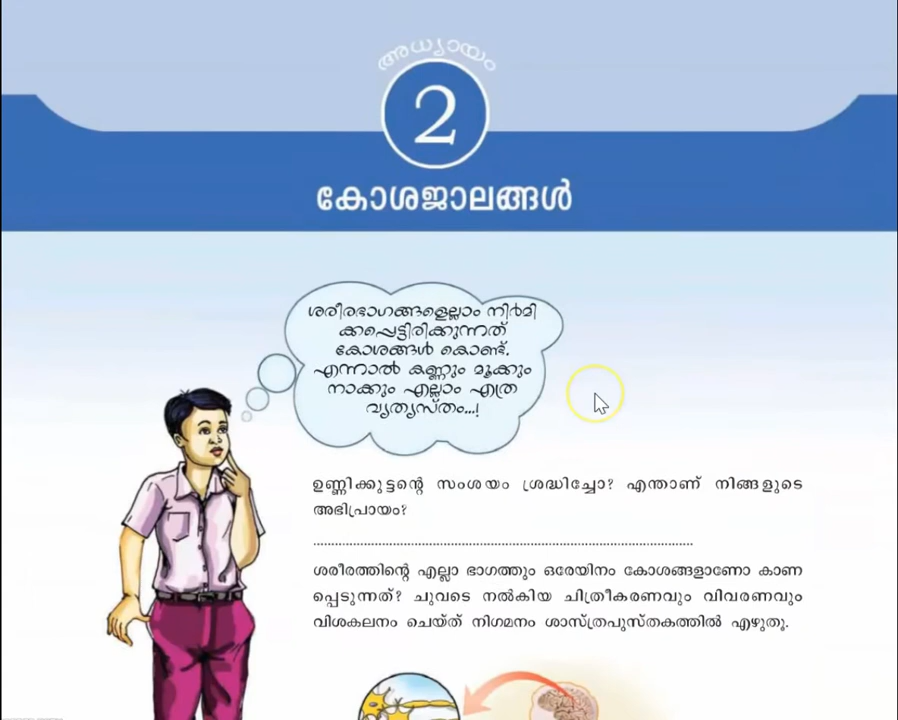 അധ്യായം
2
കോശജാലങ്ങൾ
ശരീരഭാഗങ്ങളെല്ലാം നിർമി
ക്കപ്പെട്ടിരിക്കുന്നത്
കോശങ്ങൾ കൊണ്ട്.
എന്നാൽ കണ്ണും മൂക്കും
നാക്കും എല്ലാം എത്ര
വ്യത്യസ്തം...!
ഉണ്ണിക്കുട്ടന്റെ സംശയം ശ്രദ്ധിച്ചോ? എന്താണ് നിങ്ങളുടെ
അഭിപ്രായം?
ശരീരത്തിന്റെ എല്ലാ ഭാഗത്തും ഒരേയിനം കോശങ്ങളാണോ കാണ
പ്പെടുന്നത്? ചുവടെ നൽകിയ ചിത്രീകരണവും വിവരണവും
വിശകലനം ചെയ്ത് നിഗമനം ശാസ്ത്രപുസ്തകത്തിൽ എഴുതൂ.